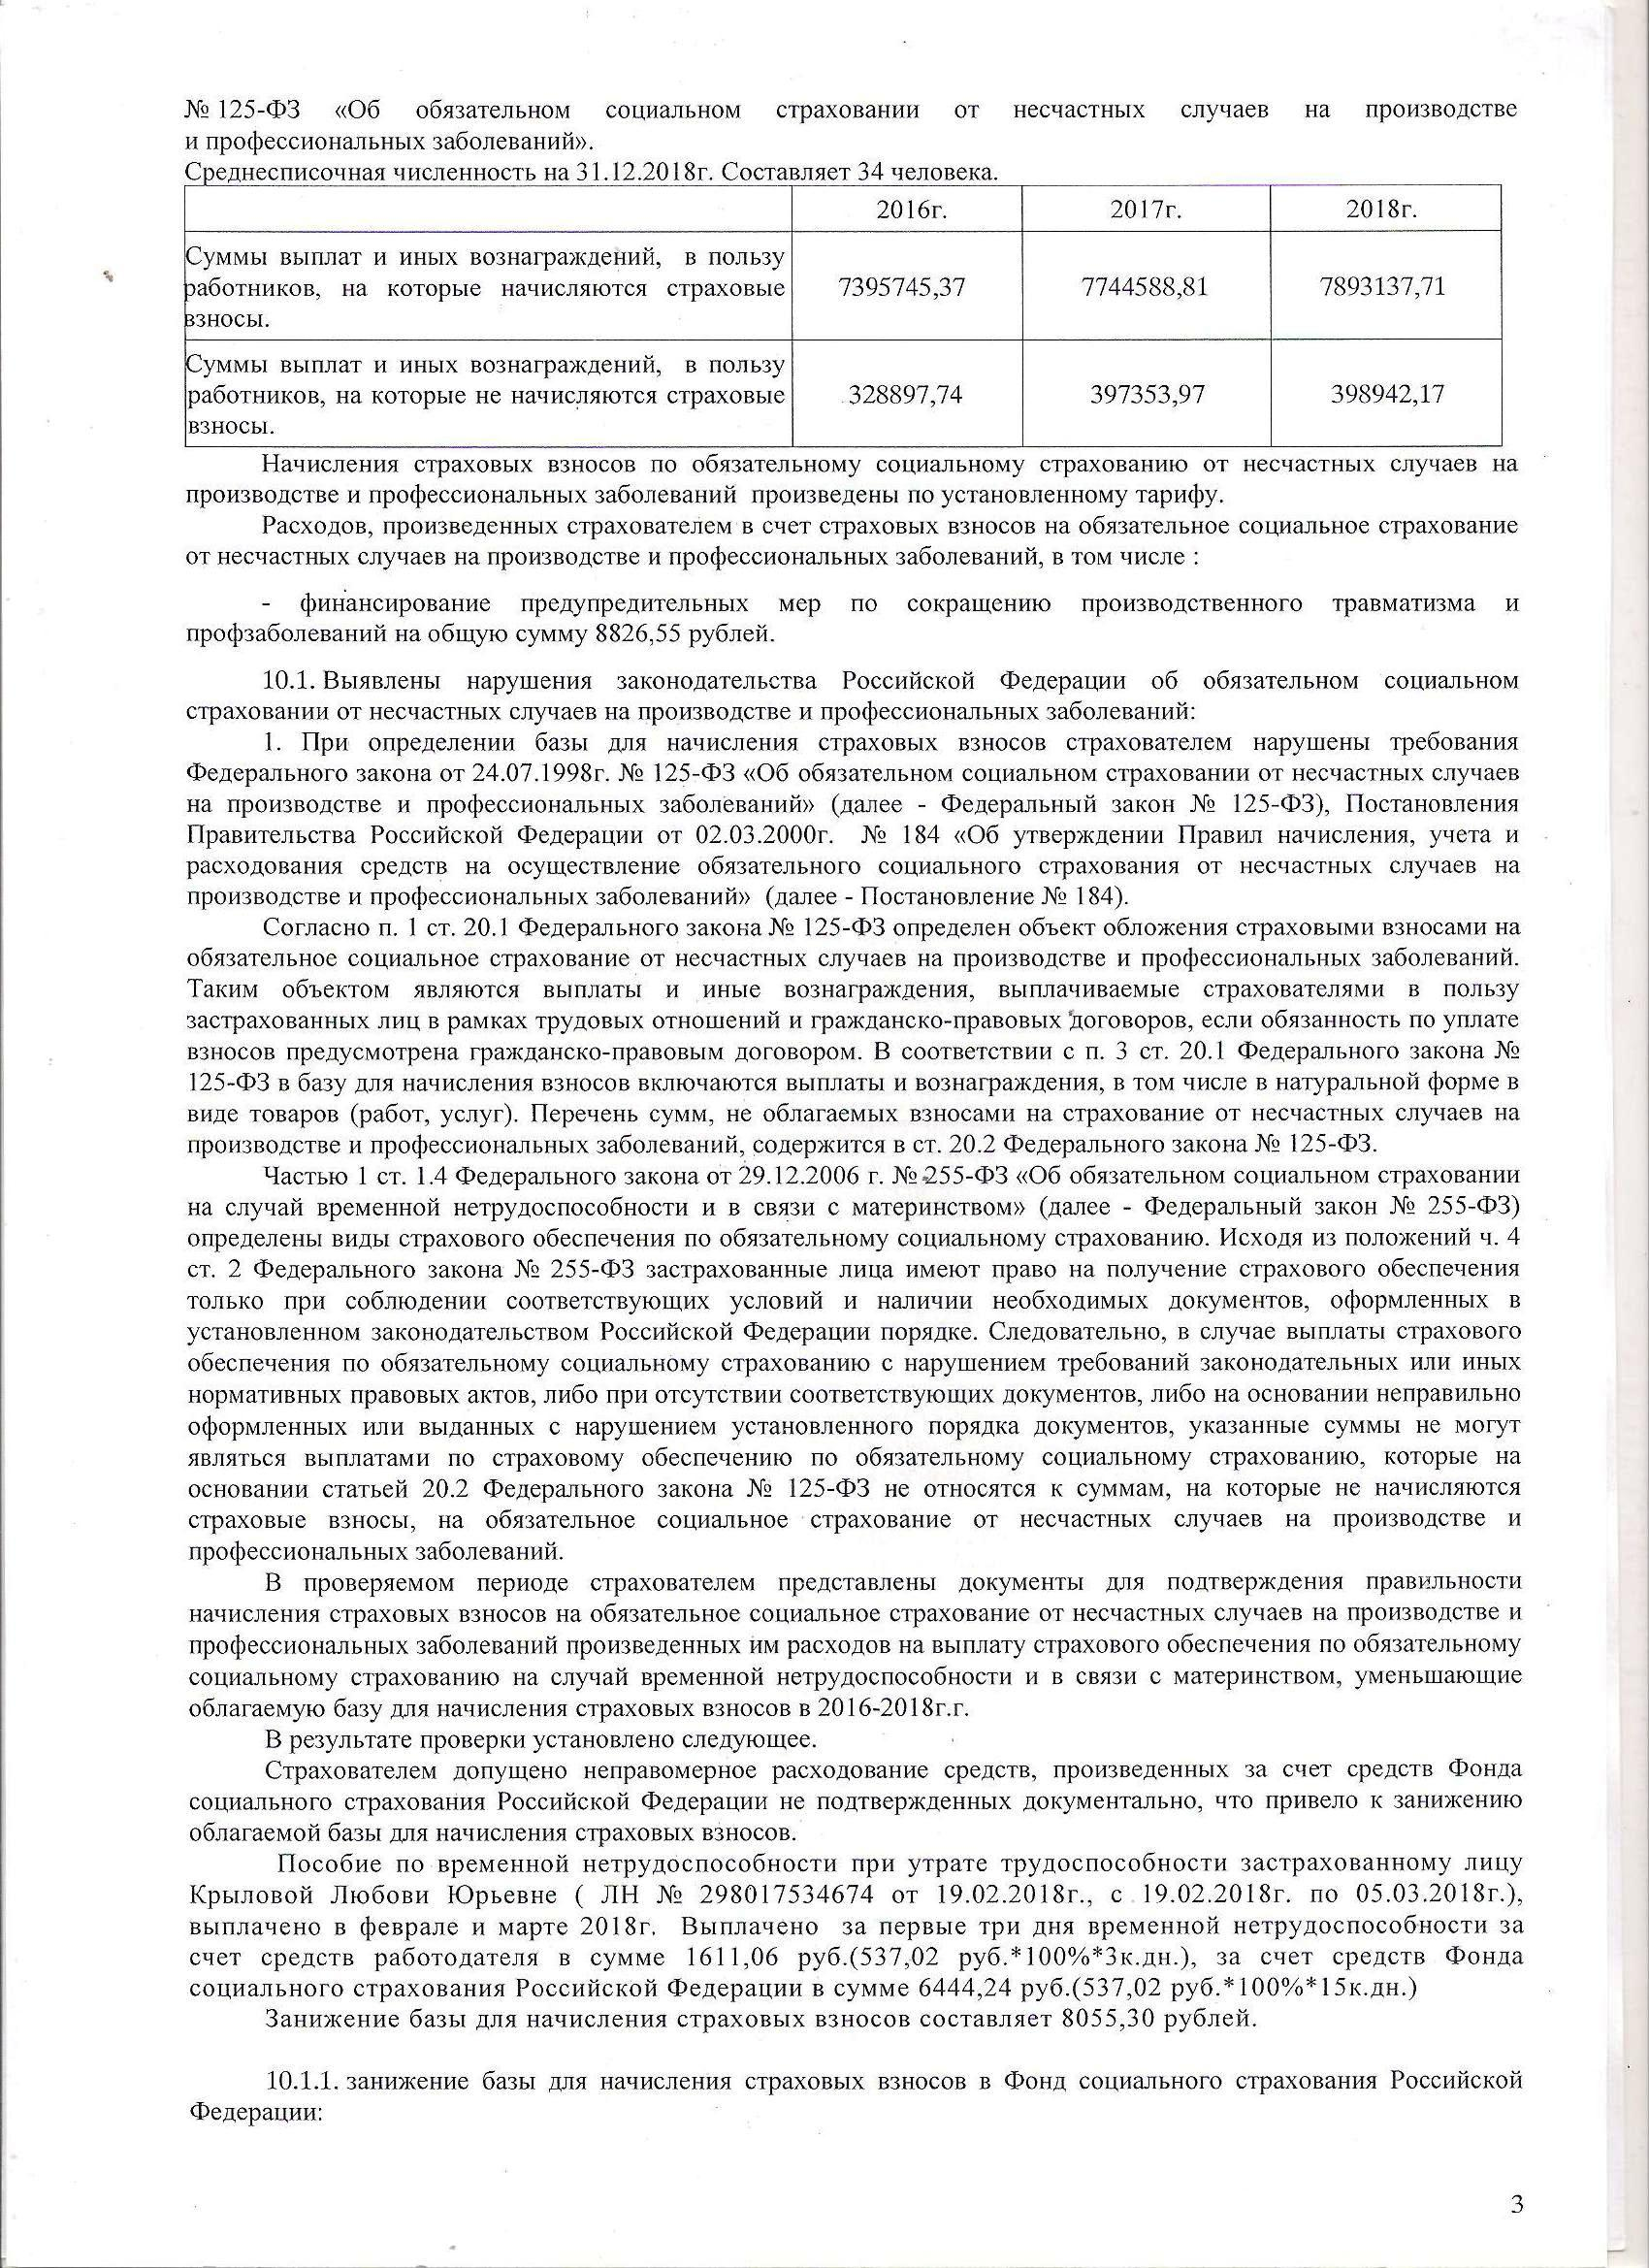 № 125-ФЗ «Об обязательном социальном страховании от несчастных случаев на производстве
и профессиональных заболеваний».
Среднесписочная численность на 31.12.2018г. Составляет 34 человека.
2016г. 2017г. 2018г.
Суммы выплат и иных вознаграждений, в пользу
работников, на которые начисляются страховые
взносы.
7395745,37 7744588,81 7893137,71
Суммы выплат и иных вознаграждений, в пользу
работников, на которые не начисляются страховые
взносы.
328897,74 397353,97 398942,17
Начисления страховых взносов по обязательному социальному страхованию от несчастных случаев на
производстве и профессиональных заболеваний произведены по установленному тарифу.
Расходов, произведенных страхователем в счет страховых взносов на обязательное социальное страхование
от несчастных случаев на производстве и профессиональных заболеваний, в том числе :
- финансирование предупредительных мер по сокращению производственного травматизма и
профзаболеваний на общую сумму 8826,55 рублей.
10.1. Выявлены нарушения законодательства Российской Федерации об обязательном социальном
страховании от несчастных случаев на производстве и профессиональных заболеваний:
1. При определении базы для начисления страховых взносов страхователем нарушены требования
Федерального закона от 24.07.1998г. № 125-ФЗ «Об обязательном социальном страховании от несчастных случаев
на производстве и профессиональных заболеваний» (далее - Федеральный закон № 125-ФЗ), Постановления
Правительства Российской Федерации от 02.03.2000г. № 184 «Об утверждении Правил начисления, учета и
расходования средств на осуществление обязательного социального страхования от несчастных случаев на
производстве и профессиональных заболеваний» (далее - Постановление № 184).
Согласно п. 1 ст. 20.1 Федерального закона № 125-ФЗ определен объект обложения страховыми взносами на
обязательное социальное страхование от несчастных случаев на производстве и профессиональных заболеваний.
Таким объектом являются выплаты и иные вознаграждения, выплачиваемые страхователями в пользу
застрахованных лиц в рамках трудовых отношений и гражданско-правовых договоров, если обязанность по уплате
взносов предусмотрена гражданско-правовым договором. В соответствии с п. 3 ст. 20.1 Федерального закона №
125-ФЗ в базу для начисления взносов включаются выплаты и вознаграждения, в том числе в натуральной форме в
виде товаров (работ, услуг). Перечень сумм, не облагаемых взносами на страхование от несчастных случаев на
производстве и профессиональных заболеваний, содержится в ст. 20.2 Федерального закона № 125-ФЗ.
Частью 1 ст. 1.4 Федерального закона от 29.12.2006 г. № 255-ФЗ «Об обязательном социальном страховании
на случай временной нетрудоспособности и в связи с материнством» (далее - Федеральный закон № 255-ФЗ)
определены виды страхового обеспечения по обязательному социальному страхованию. Исходя из положений ч. 4
ст. 2 Федерального закона № 255-ФЗ застрахованные лица имеют право на получение страхового обеспечения
только при соблюдении соответствующих условий и наличии необходимых документов, оформленных в
установленном законодательством Российской Федерации порядке. Следовательно, в случае выплаты страхового
обеспечения по обязательному социальному страхованию с нарушением требований законодательных или иных
нормативных правовых актов, либо при отсутствии соответствующих документов, либо на основании неправильно
оформленных или выданных с нарушением установленного порядка документов, указанные суммы не могут
являться выплатами по страховому обеспечению по обязательному социальному страхованию, которые на
основании статьей 20.2 Федерального закона № 125-ФЗ не относятся к суммам, на которые не начисляются
страховые взносы, на обязательное социальное страхование от несчастных случаев на производстве и
профессиональных заболеваний.
В проверяемом периоде страхователем представлены документы для подтверждения правильности
начисления страховых взносов на обязательное социальное страхование от несчастных случаев на производстве и
профессиональных заболеваний произведенных им расходов на выплату страхового обеспечения по обязательному
социальному страхованию на случай временной нетрудоспособности и в связи с материнством, уменьшающие
облагаемую базу для начисления страховых взносов в 2016-2018г.г.
В результате проверки установлено следующее.
Страхователем допущено неправомерное расходование средств, произведенных за счет средств Фонда
социального страхования Российской Федерации не подтвержденных документально, что привело к занижению
облагаемой базы для начисления страховых взносов.
Пособие по временной нетрудоспособности при утрате трудоспособности застрахованному лицу
Крыловой Любови Юрьевне ( ЛН № 298017534674 от 19.02.2018г., с 19.02.2018г. по 05.03.2018г.),
выплачено в феврале и марте 2018г. Выплачено за первые три дня временной нетрудоспособности за
счет средств работодателя в сумме 1611,06 руб.(537,02 руб.*100%*3к.дн.), за счет средств Фонда
социального страхования Российской Федерации в сумме 6444,24 руб.(537,02 руб.*100%*15к.дн.)
Занижение базы для начисления страховых взносов составляет 8055,30 рублей.
10.1.1. занижение базы для начисления страховых взносов в Фонд социального страхования Российской
Федерации:
3